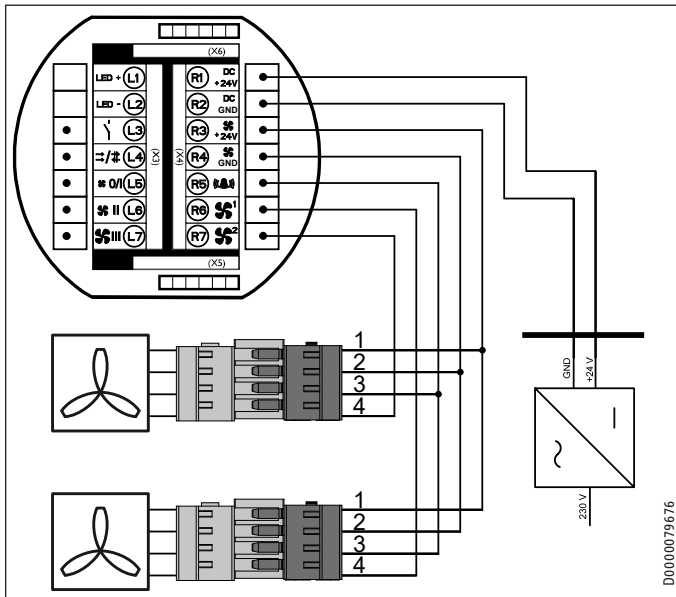 (X6)
LED + L1
R1 DC +24V
LED - L2
R2 DC GND
L3
R3 +24V
L4
R4 GND
0/I L5
R5
II L6
R6 1
III L7
R7 2
(X3)
(X4)
(X5)
1
2
3
4
1
2
3
4
GND
+24 V
230 V
D0000079676